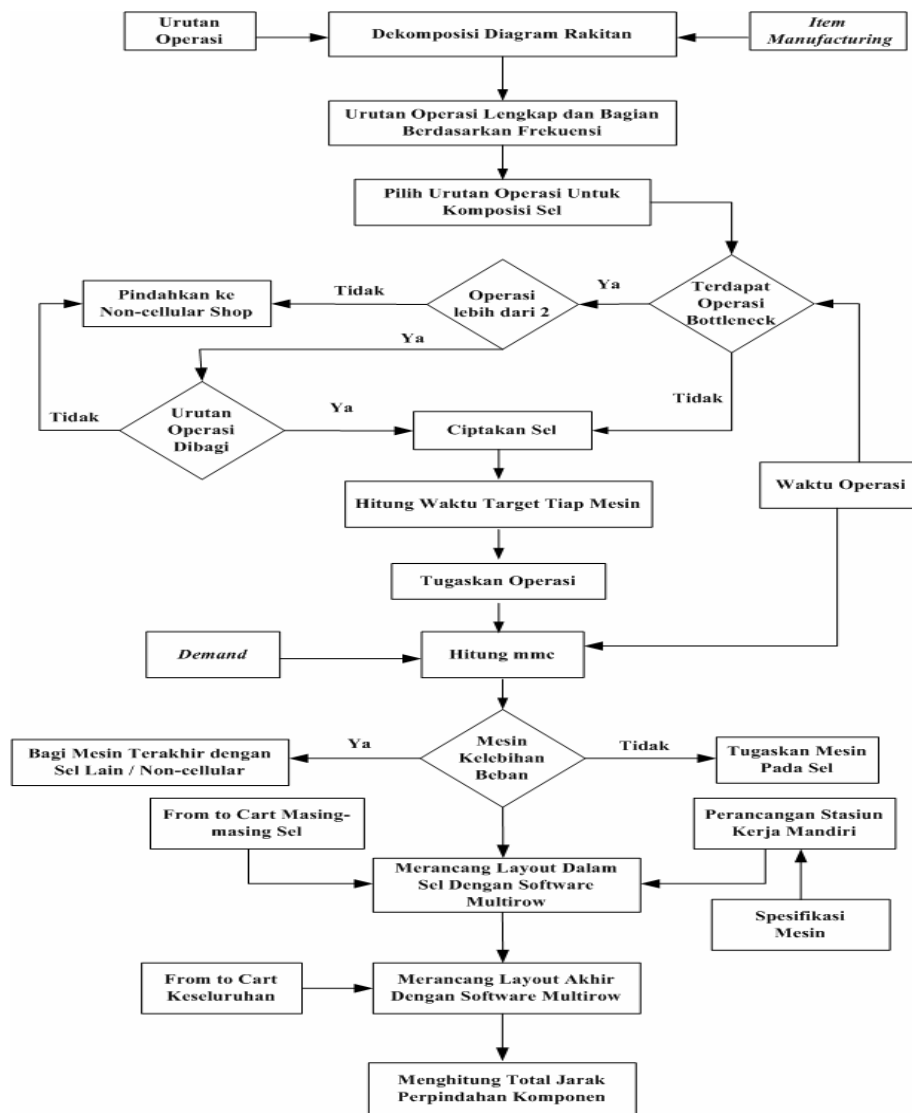 Urutan
Operasi
Dekomposisi Diagram Rakitan
Item
Manufacturing
Urutan Operasi Lengkap dan Bagian
Berdasarkan Frekuensi
Pilih Urutan Operasi Untuk
Komposisi Sel
Pindahkan ke
Non-cellular Shop
Tidak
Operasi
lebih dari 2
Ya
Terdapat
Operasi
Bottleneck
Ya
Tidak
Tidak
Urutan
Operasi
Dibagi
Ya
Ciptakan Sel
Waktu Operasi
Hitung Waktu Target Tiap Mesin
Tugaskan Operasi
Demand
Hitung mmc
Bagi Mesin Terakhir dengan
Sel Lain / Non-cellular
Ya
Mesin
Kelebihan
Beban
Tidak
Tugaskan Mesin
Pada Sel
From to Cart Masing-
masing Sel
Perancangan Stasiun
Kerja Mandiri
Merancang Layout Dalam
Sel Dengan Software
Multirow
Spesifikasi
Mesin
From to Cart
Keseluruhan
Merancang Layout Akhir
Dengan Software Multirow
Menghitung Total Jarak
Perpindahan Komponen